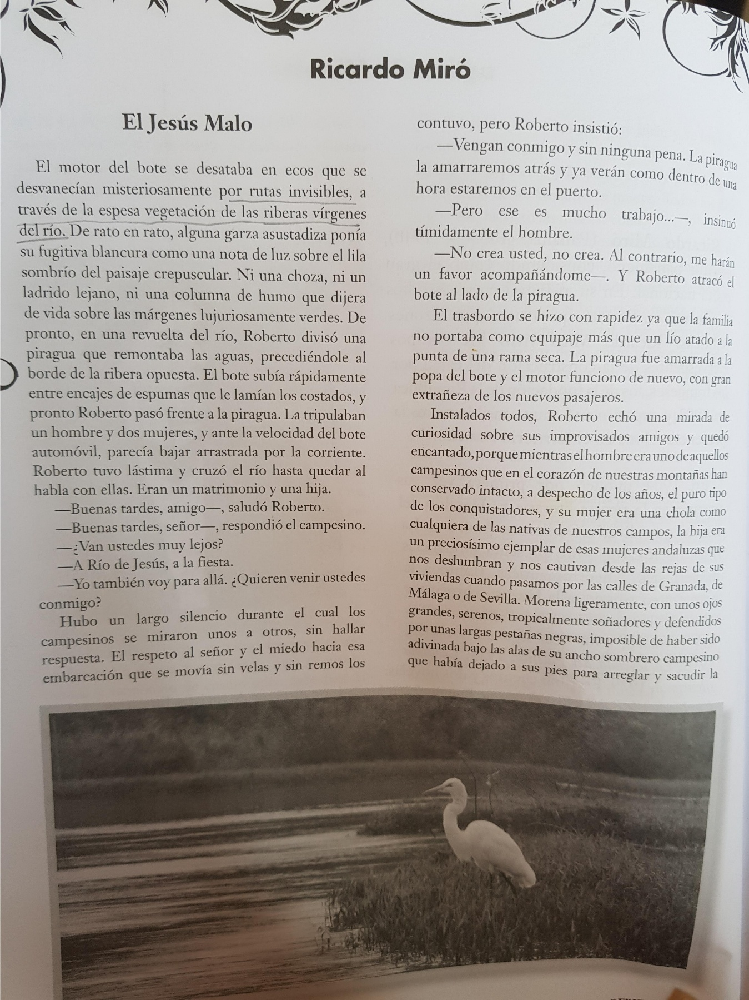 Ricardo Miró
El Jesús Malo
El motor del bote se desataba en ecos que se
desvanecían misteriosamente por rutas invisibles, a
través de la espesa vegetación de las riberas vírgenes
del río. De rato en rato, alguna garza asustadiza ponía
su fugitiva blancura como una nota de luz sobre el lila
sombrío del paisaje crepuscular. Ni una choza, ni un
ladrido lejano, ni una columna de humo que dijera
de vida sobre las márgenes lujuriosamente verdes. De
pronto, en una revuelta del río, Roberto divisó una
piragua que remontaba las aguas, precediéndole al
borde de la ribera opuesta. El bote subía rápidamente
entre encajes de espumas que le lamían los costados, y
pronto Roberto pasó frente a la piragua. La tripulaban
un hombre y dos mujeres, y ante la velocidad del bote
automóvil, parecía bajar arrastrada por la corriente.
Roberto tuvo lástima y cruzó el río hasta quedar al
habla con ellas. Eran un matrimonio y una hija.
—Buenas tardes, amigo—, saludó Roberto.
—Buenas tardes, señor—, respondió el campesino.
—¿Van ustedes muy lejos?
—A Río de Jesús, a la fiesta.
—Yo también voy para allá. ¿Quieren venir ustedes
conmigo?
Hubo un largo silencio durante el cual los
campesinos se miraron unos a otros, sin hallar
respuesta. El respeto al señor y el miedo hacia esa
embarcación que se movía sin velas y sin remos los
contuvo, pero Roberto insistió:
—Vengan conmigo y sin ninguna pena. La piragua
la amarraremos atrás y ya verán como dentro de una
hora estaremos en el puerto.
—Pero ese es mucho trabajo...—, insinuó
tímidamente el hombre.
—No crea usted, no crea. Al contrario, me harán
un favor acompañándome—. Y Roberto atracó el
bote al lado de la piragua.
El trasbordo se hizo con rapidez ya que la familia
no portaba como equipaje más que un lío atado a la
punta de una rama seca. La piragua fue amarrada a la
popa del bote y el motor funciono de nuevo, con gran
extrañeza de los nuevos pasajeros.
Instalados todos, Roberto echó una mirada de
curiosidad sobre sus improvisados amigos y quedó
encantado, porque mientras el hombre era uno de aquellos
campesinos que en el corazón de nuestras montañas han
conservado intacto, a despecho de los años, el puro tipo
de los conquistadores, y su mujer era una chola como
cualquiera de las nativas de nuestros campos, la hija era
un preciosísimo ejemplar de esas mujeres andaluzas que
nos deslumbran y nos cautivan desde las rejas de sus
viviendas cuando pasamos por las calles de Granada, de
Málaga o de Sevilla. Morena ligeramente, con unos ojos
grandes, serenos, tropicalmente soñadores y defendidos
por unas largas pestañas negras, imposible de haber sido
adivinada bajo las alas de su ancho sombrero campesino
que había dejado a sus pies para arreglar y sacudir la